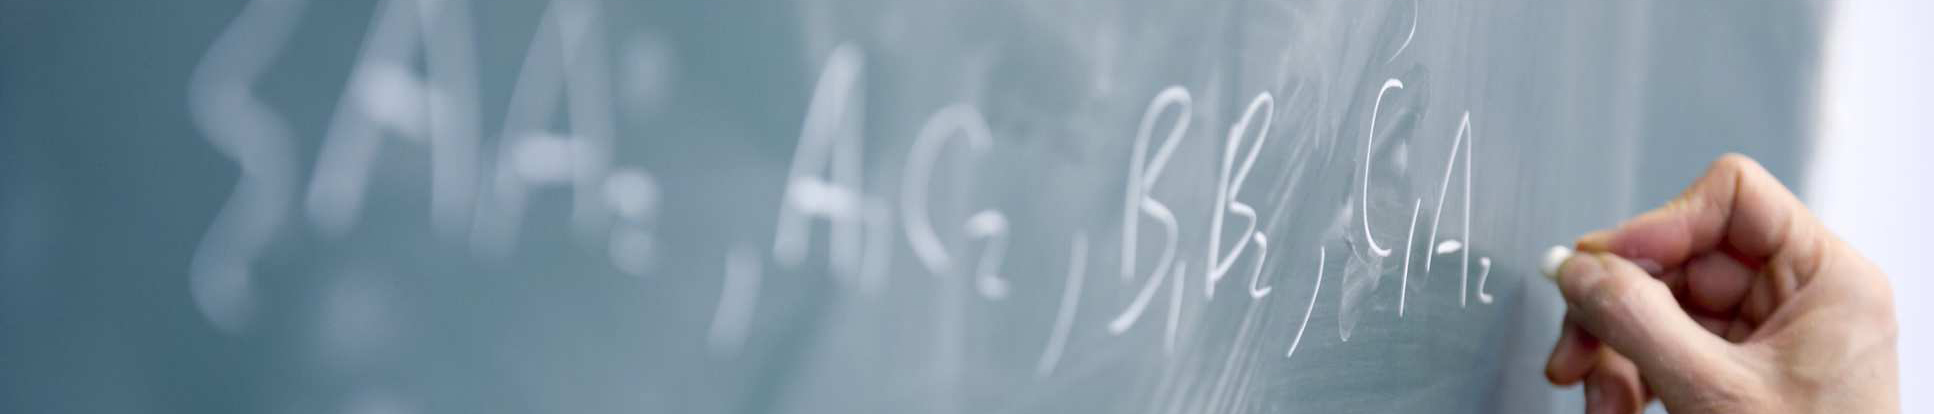 {A₁A₂, A₁C₂, B₁B₂, C₁A₂